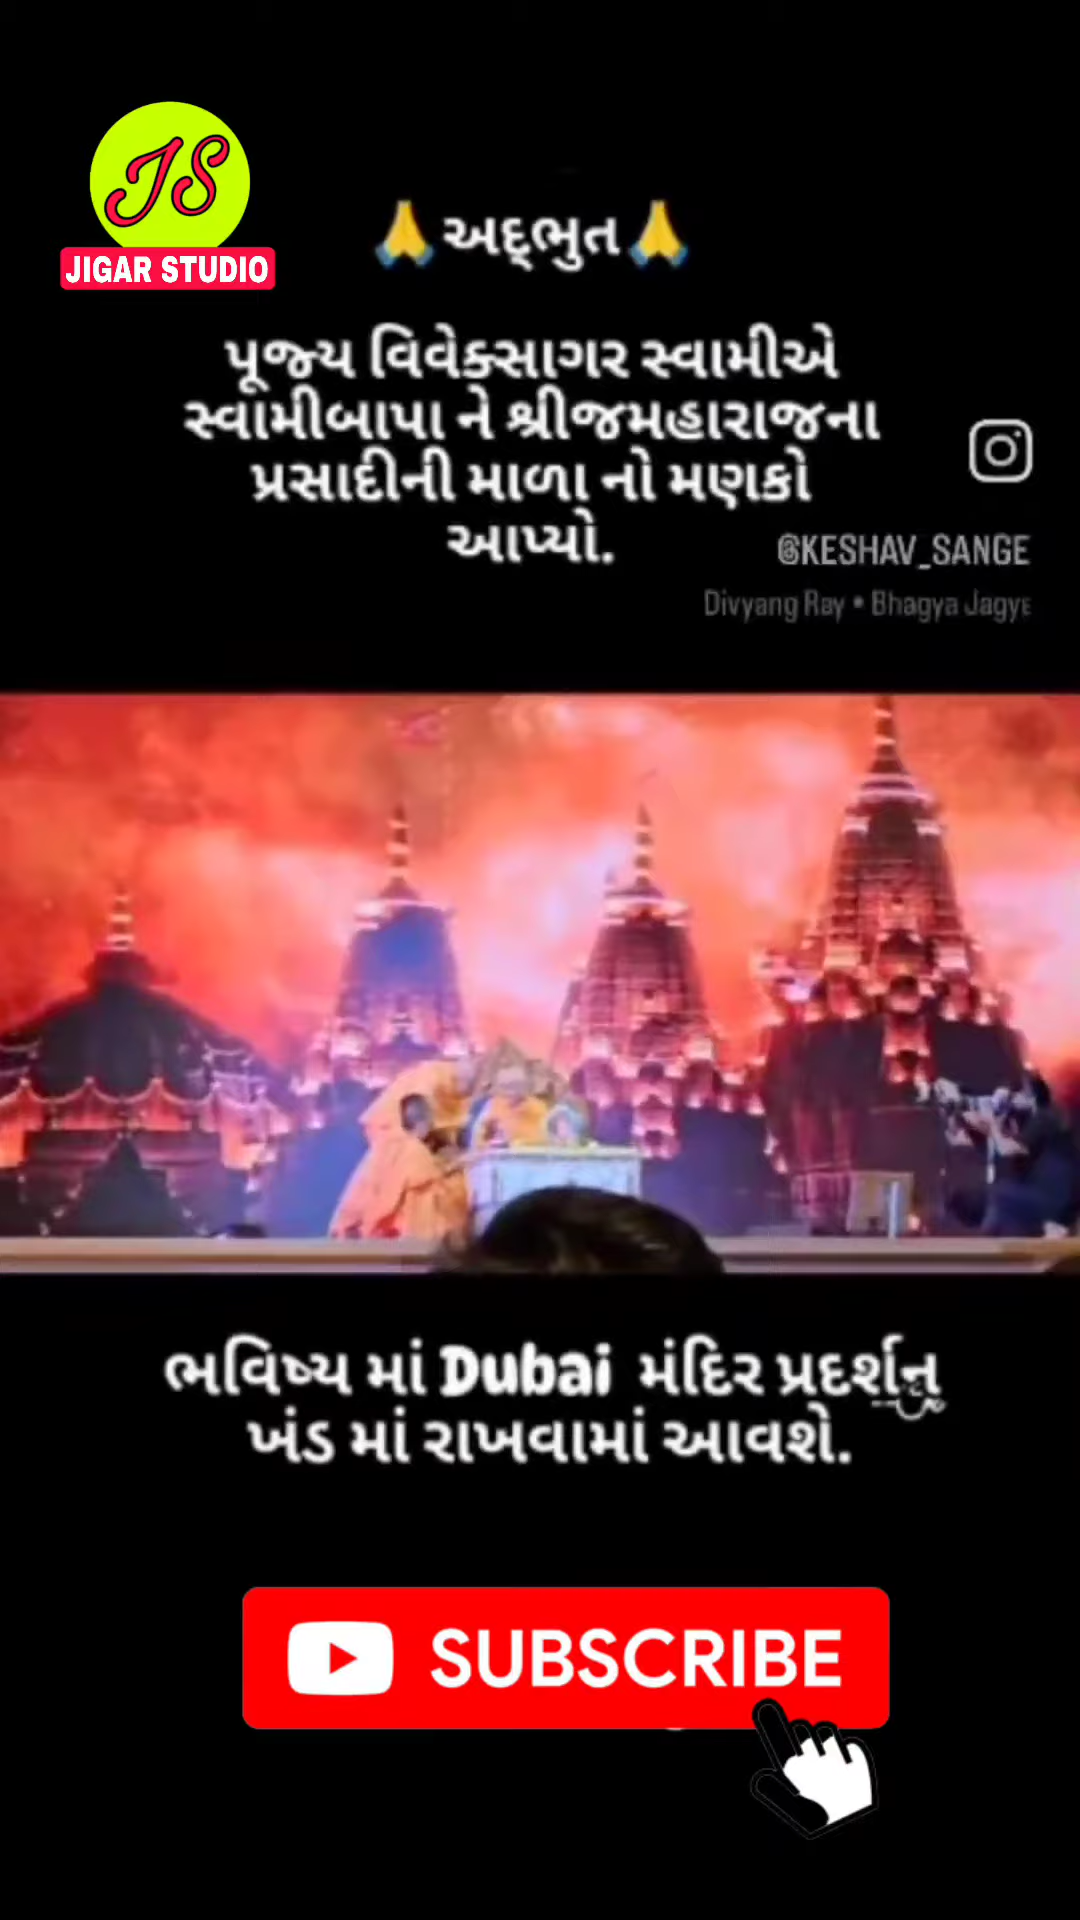 JS
JIGAR STUDIO
🙏અદ્ભુત🙏
પૂજ્ય વિવેક્સાગર સ્વામીએ
સ્વામીબાપા ને શ્રીજમહારાજના
પ્રસાદીની માળા નો મણકો
આપ્યો.
@KESHAV_SANGE
Divyang Ray • Bhagya Jagye
ભવિષ્ય માં Dubai મંદિર પ્રદર્શન
ખંડ માં રાખવામાં આવશે.
SUBSCRIBE